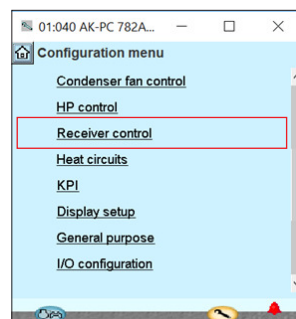 01:040 AK-PC 782A...
Configuration menu
Condenser fan control
HP control
Receiver control
Heat circuits
KPI
Display setup
General purpose
I/O configuration